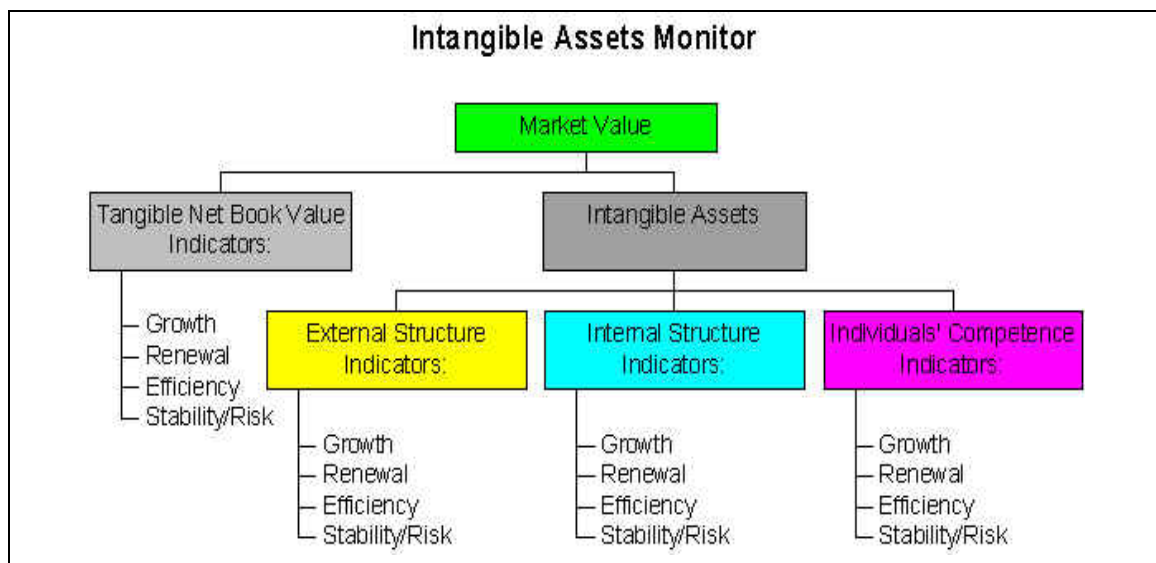 Intangible Assets Monitor
Market Value
Tangible Net Book Value
Indicators:
Intangible Assets
Growth
Renewal
Efficiency
Stability/Risk
External Structure
Indicators:
Internal Structure
Indicators:
Individuals' Competence
Indicators:
Growth
Renewal
Efficiency
Stability/Risk
Growth
Renewal
Efficiency
Stability/Risk
Growth
Renewal
Efficiency
Stability/Risk